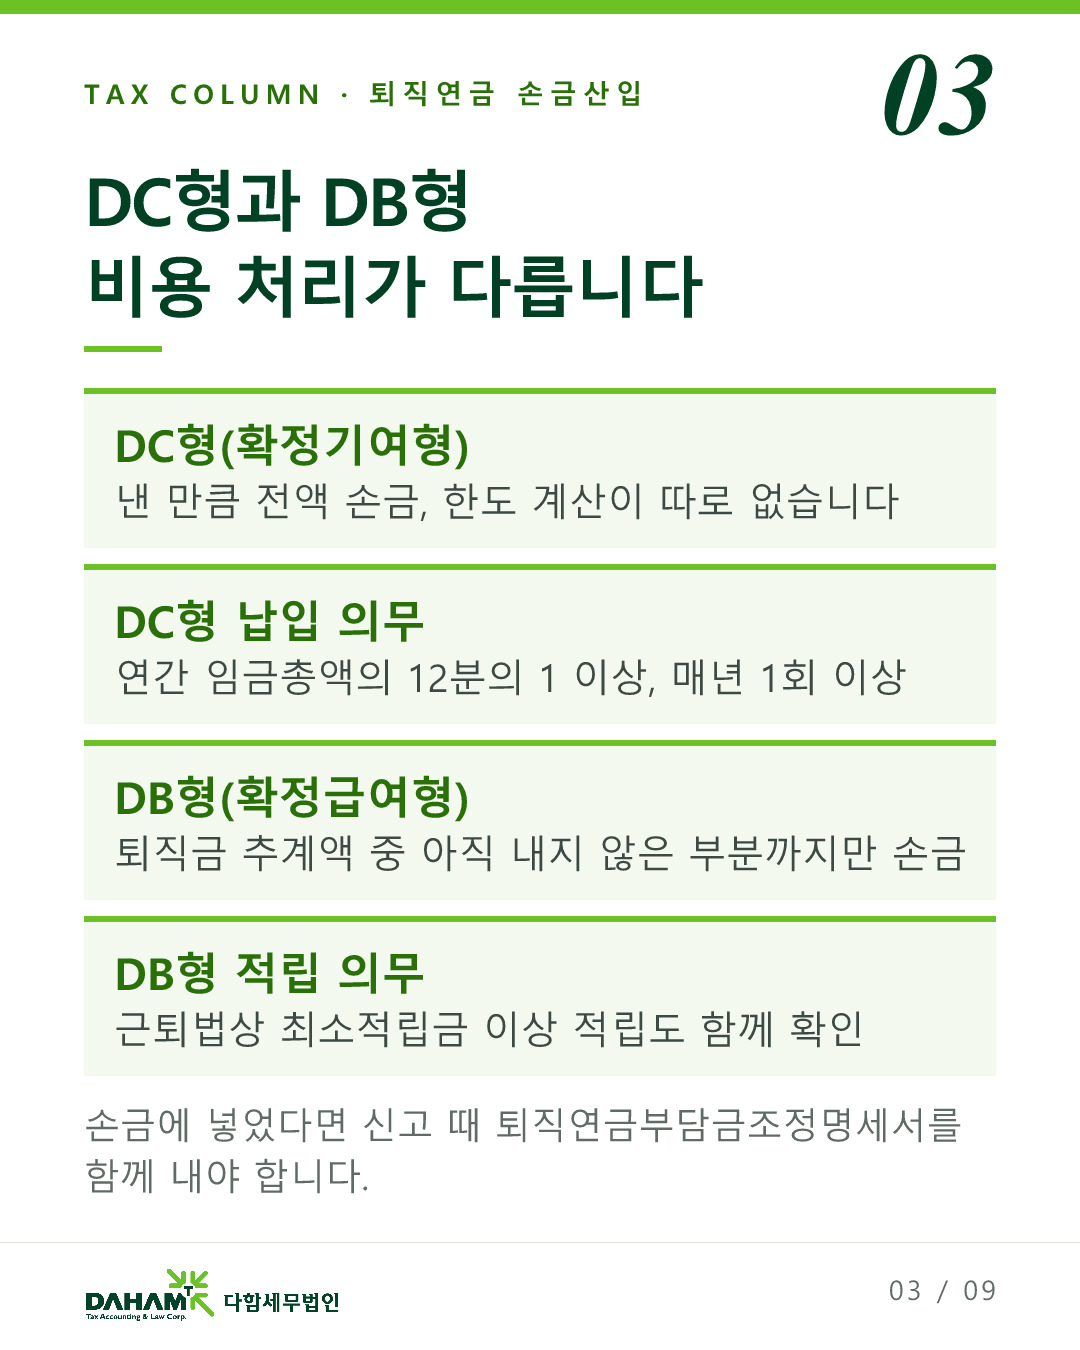 TAX COLUMN · 퇴직연금 손금산입
03
DC형과 DB형
비용 처리가 다릅니다
DC형(확정기여형)
낸 만큼 전액 손금, 한도 계산이 따로 없습니다
DC형 납입 의무
연간 임금총액의 12분의 1 이상, 매년 1회 이상
DB형(확정급여형)
퇴직금 추계액 중 아직 내지 않은 부분까지만 손금
DB형 적립 의무
근퇴법상 최소적립금 이상 적립도 함께 확인
손금에 넣었다면 신고 때 퇴직연금부담금조정명세서를
함께 내야 합니다.
DAHAM T 다함세무법인
Tax Accounting & Law Corp.
03 / 09